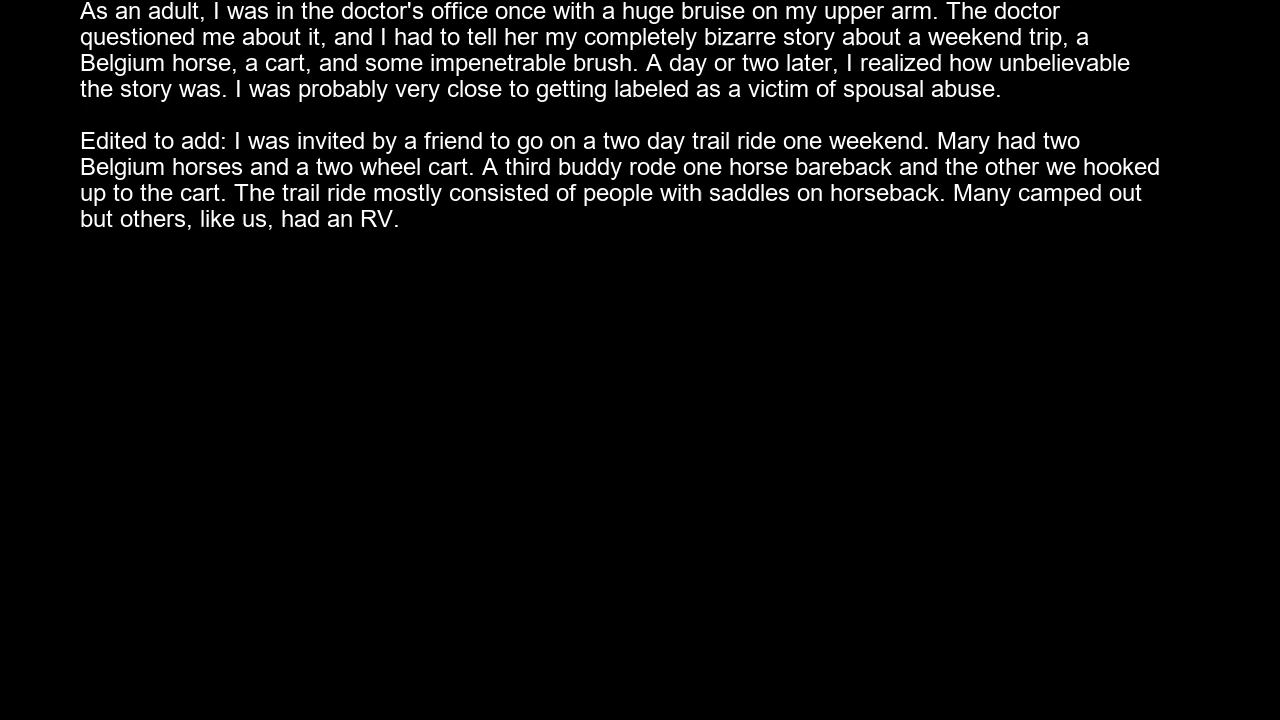 As an adult, I was in the doctor's office once with a huge bruise on my upper arm. The doctor
questioned me about it, and I had to tell her my completely bizarre story about a weekend trip, a
Belgium horse, a cart, and some impenetrable brush. A day or two later, I realized how unbelievable
the story was. I was probably very close to getting labeled as a victim of spousal abuse.
Edited to add: I was invited by a friend to go on a two day trail ride one weekend. Mary had two
Belgium horses and a two wheel cart. A third buddy rode one horse bareback and the other we hooked
up to the cart. The trail ride mostly consisted of people with saddles on horseback. Many camped out
but others, like us, had an RV.